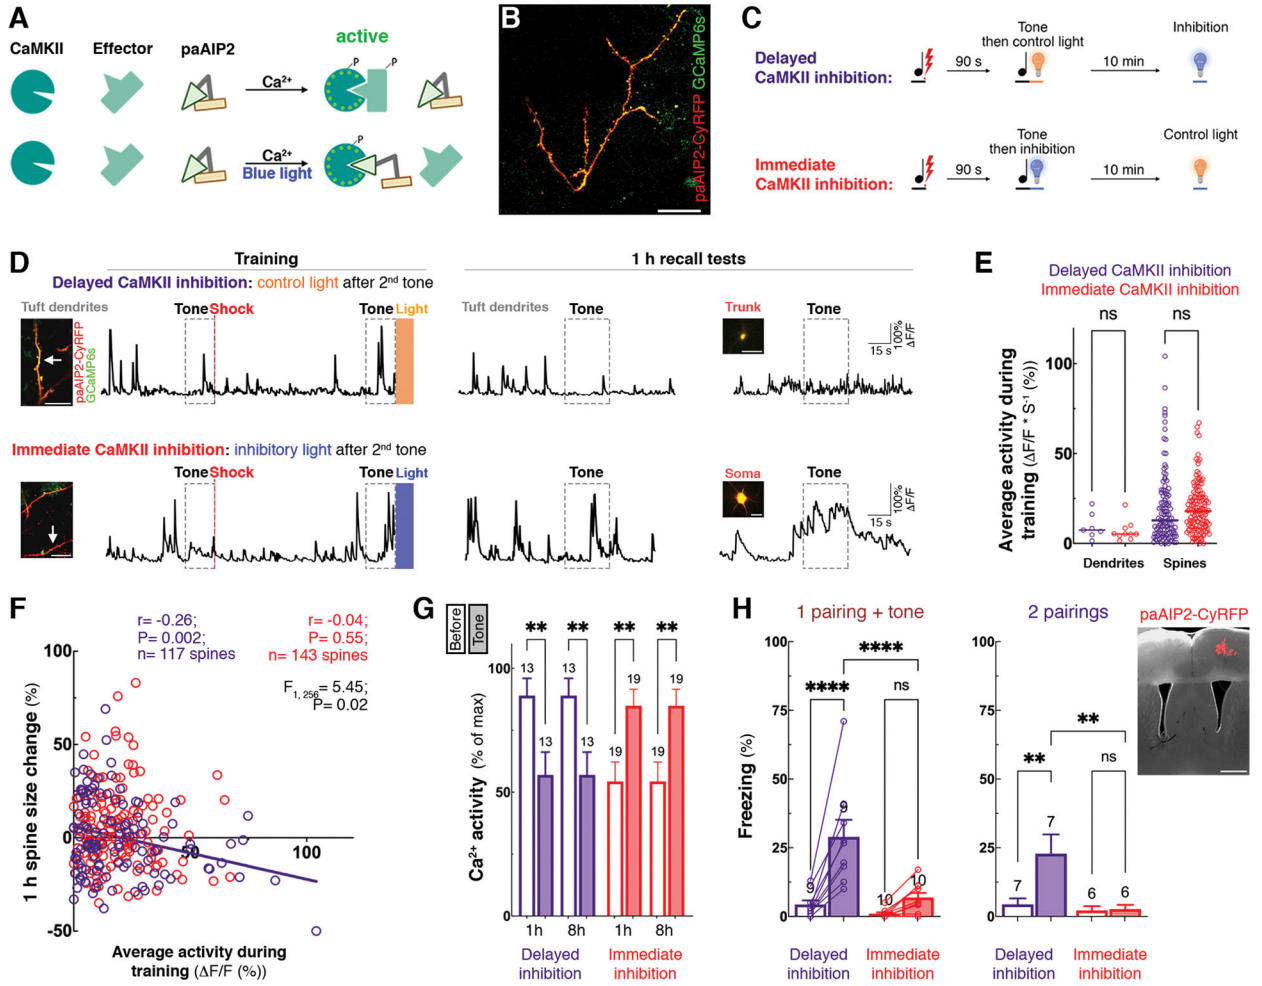 A
CaMKII
Effector
paAIP2
active
Ca2+
P
P
Ca2+
Blue light
P
B
paAIP2-CyRFP GCaMP6s
C
Delayed
CaMKII inhibition:
90 s
Tone
then control light
10 min
Inhibition
Immediate
CaMKII inhibition:
90 s
Tone
then inhibition
10 min
Control light
D
Training
1 h recall tests
Delayed CaMKII inhibition: control light after 2nd tone
Tuft dendrites
paAIP2-CyRFP
GCaMP6s
Tone Shock
Tone Light
Tuft dendrites
Tone
Trunk
Tone
15 s
100%
ΔF/F
Immediate CaMKII inhibition: inhibitory light after 2nd tone
Tone Shock
Tone Light
Tone
Soma
Tone
15 s
100%
ΔF/F
E
Delayed CaMKII inhibition
Immediate CaMKII inhibition
ns
ns
Average activity during
training (ΔF/F * S-1 (%))
100
50
0
Dendrites
Spines
F
r= -0.26;
P= 0.002;
n= 117 spines
r= -0.04;
P= 0.55;
n= 143 spines
F1, 256= 5.45;
P= 0.02
1 h spine size change (%)
100
50
0
-50
50
100
Average activity during
training (ΔF/F (%))
G
Before
Tone
** ** ** **
Ca2+ activity (% of max)
100
50
0
13
13
13
13
19
19
19
19
1h
8h
1h
8h
Delayed
inhibition
Immediate
inhibition
H
1 pairing + tone
****
****
ns
Freezing (%)
100
75
50
25
0
9
9
10
10
Delayed
inhibition
Immediate
inhibition
2 pairings
**
**
ns
100
75
50
25
0
7
7
6
6
Delayed
inhibition
Immediate
inhibition
paAIP2-CyRFP